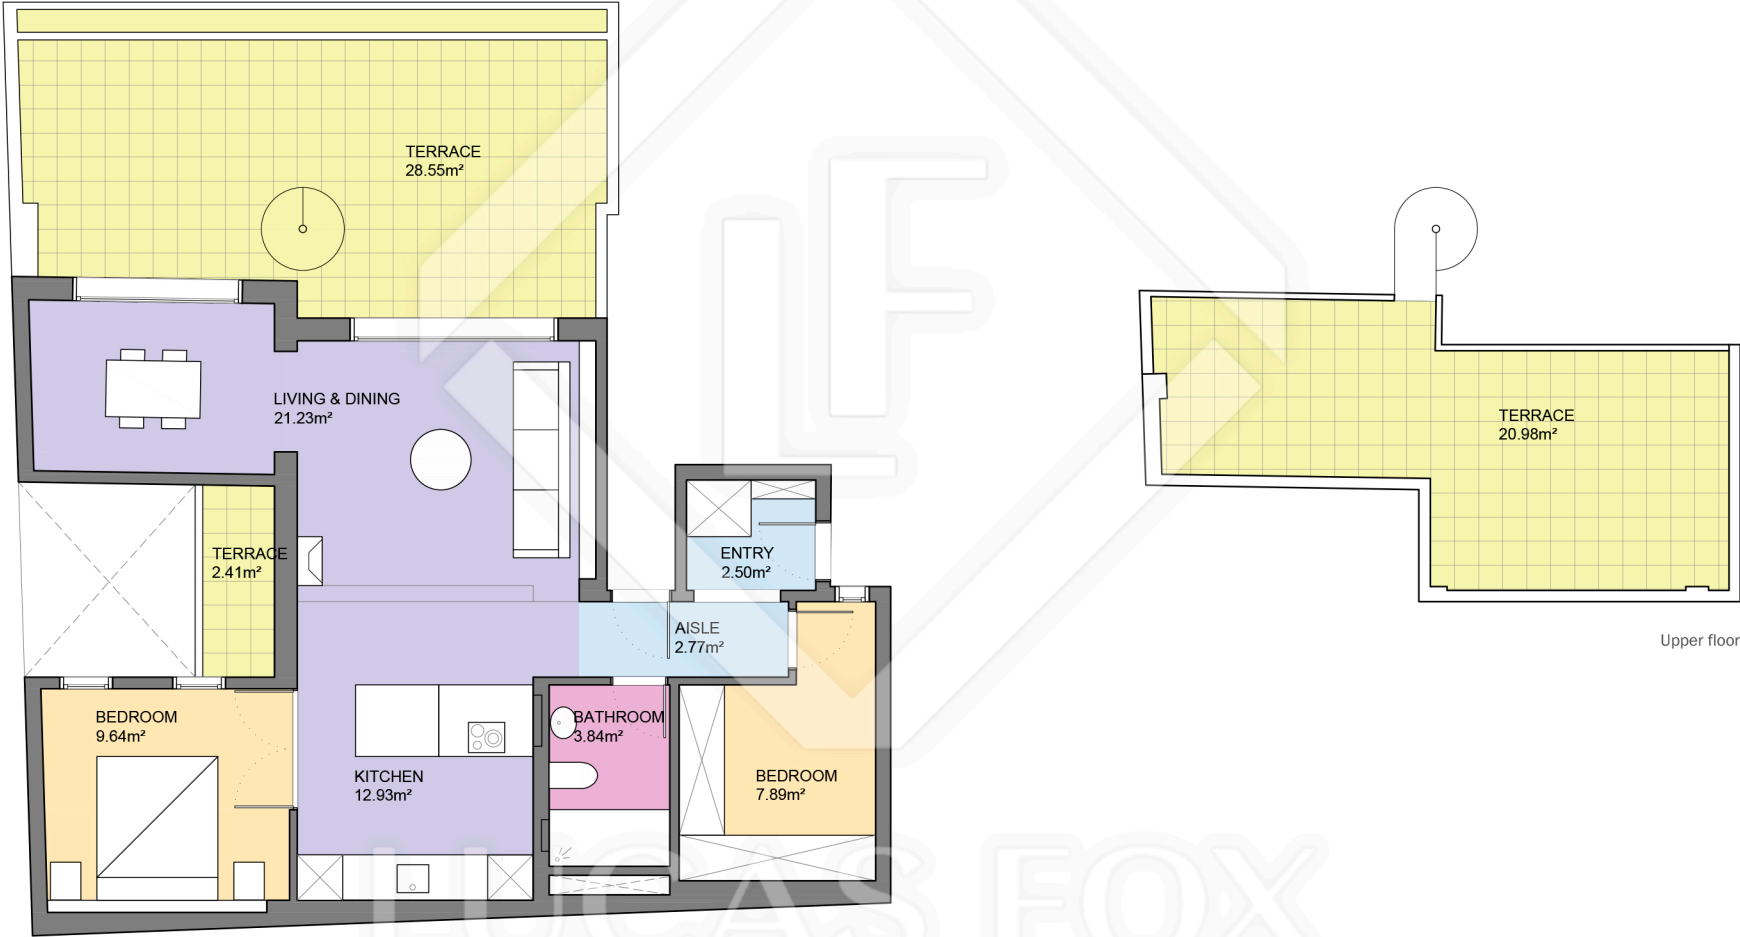 TERRACE
28.55m²
LIVING & DINING
21.23m²
TERRACE
20.98m²
TERRACE
2.41m²
ENTRY
2.50m²
AISLE
2.77m²
Upper floor
BEDROOM
9.64m²
BATHROOM
3.84m²
KITCHEN
12.93m²
BEDROOM
7.89m²
LF
LUCAS FOX